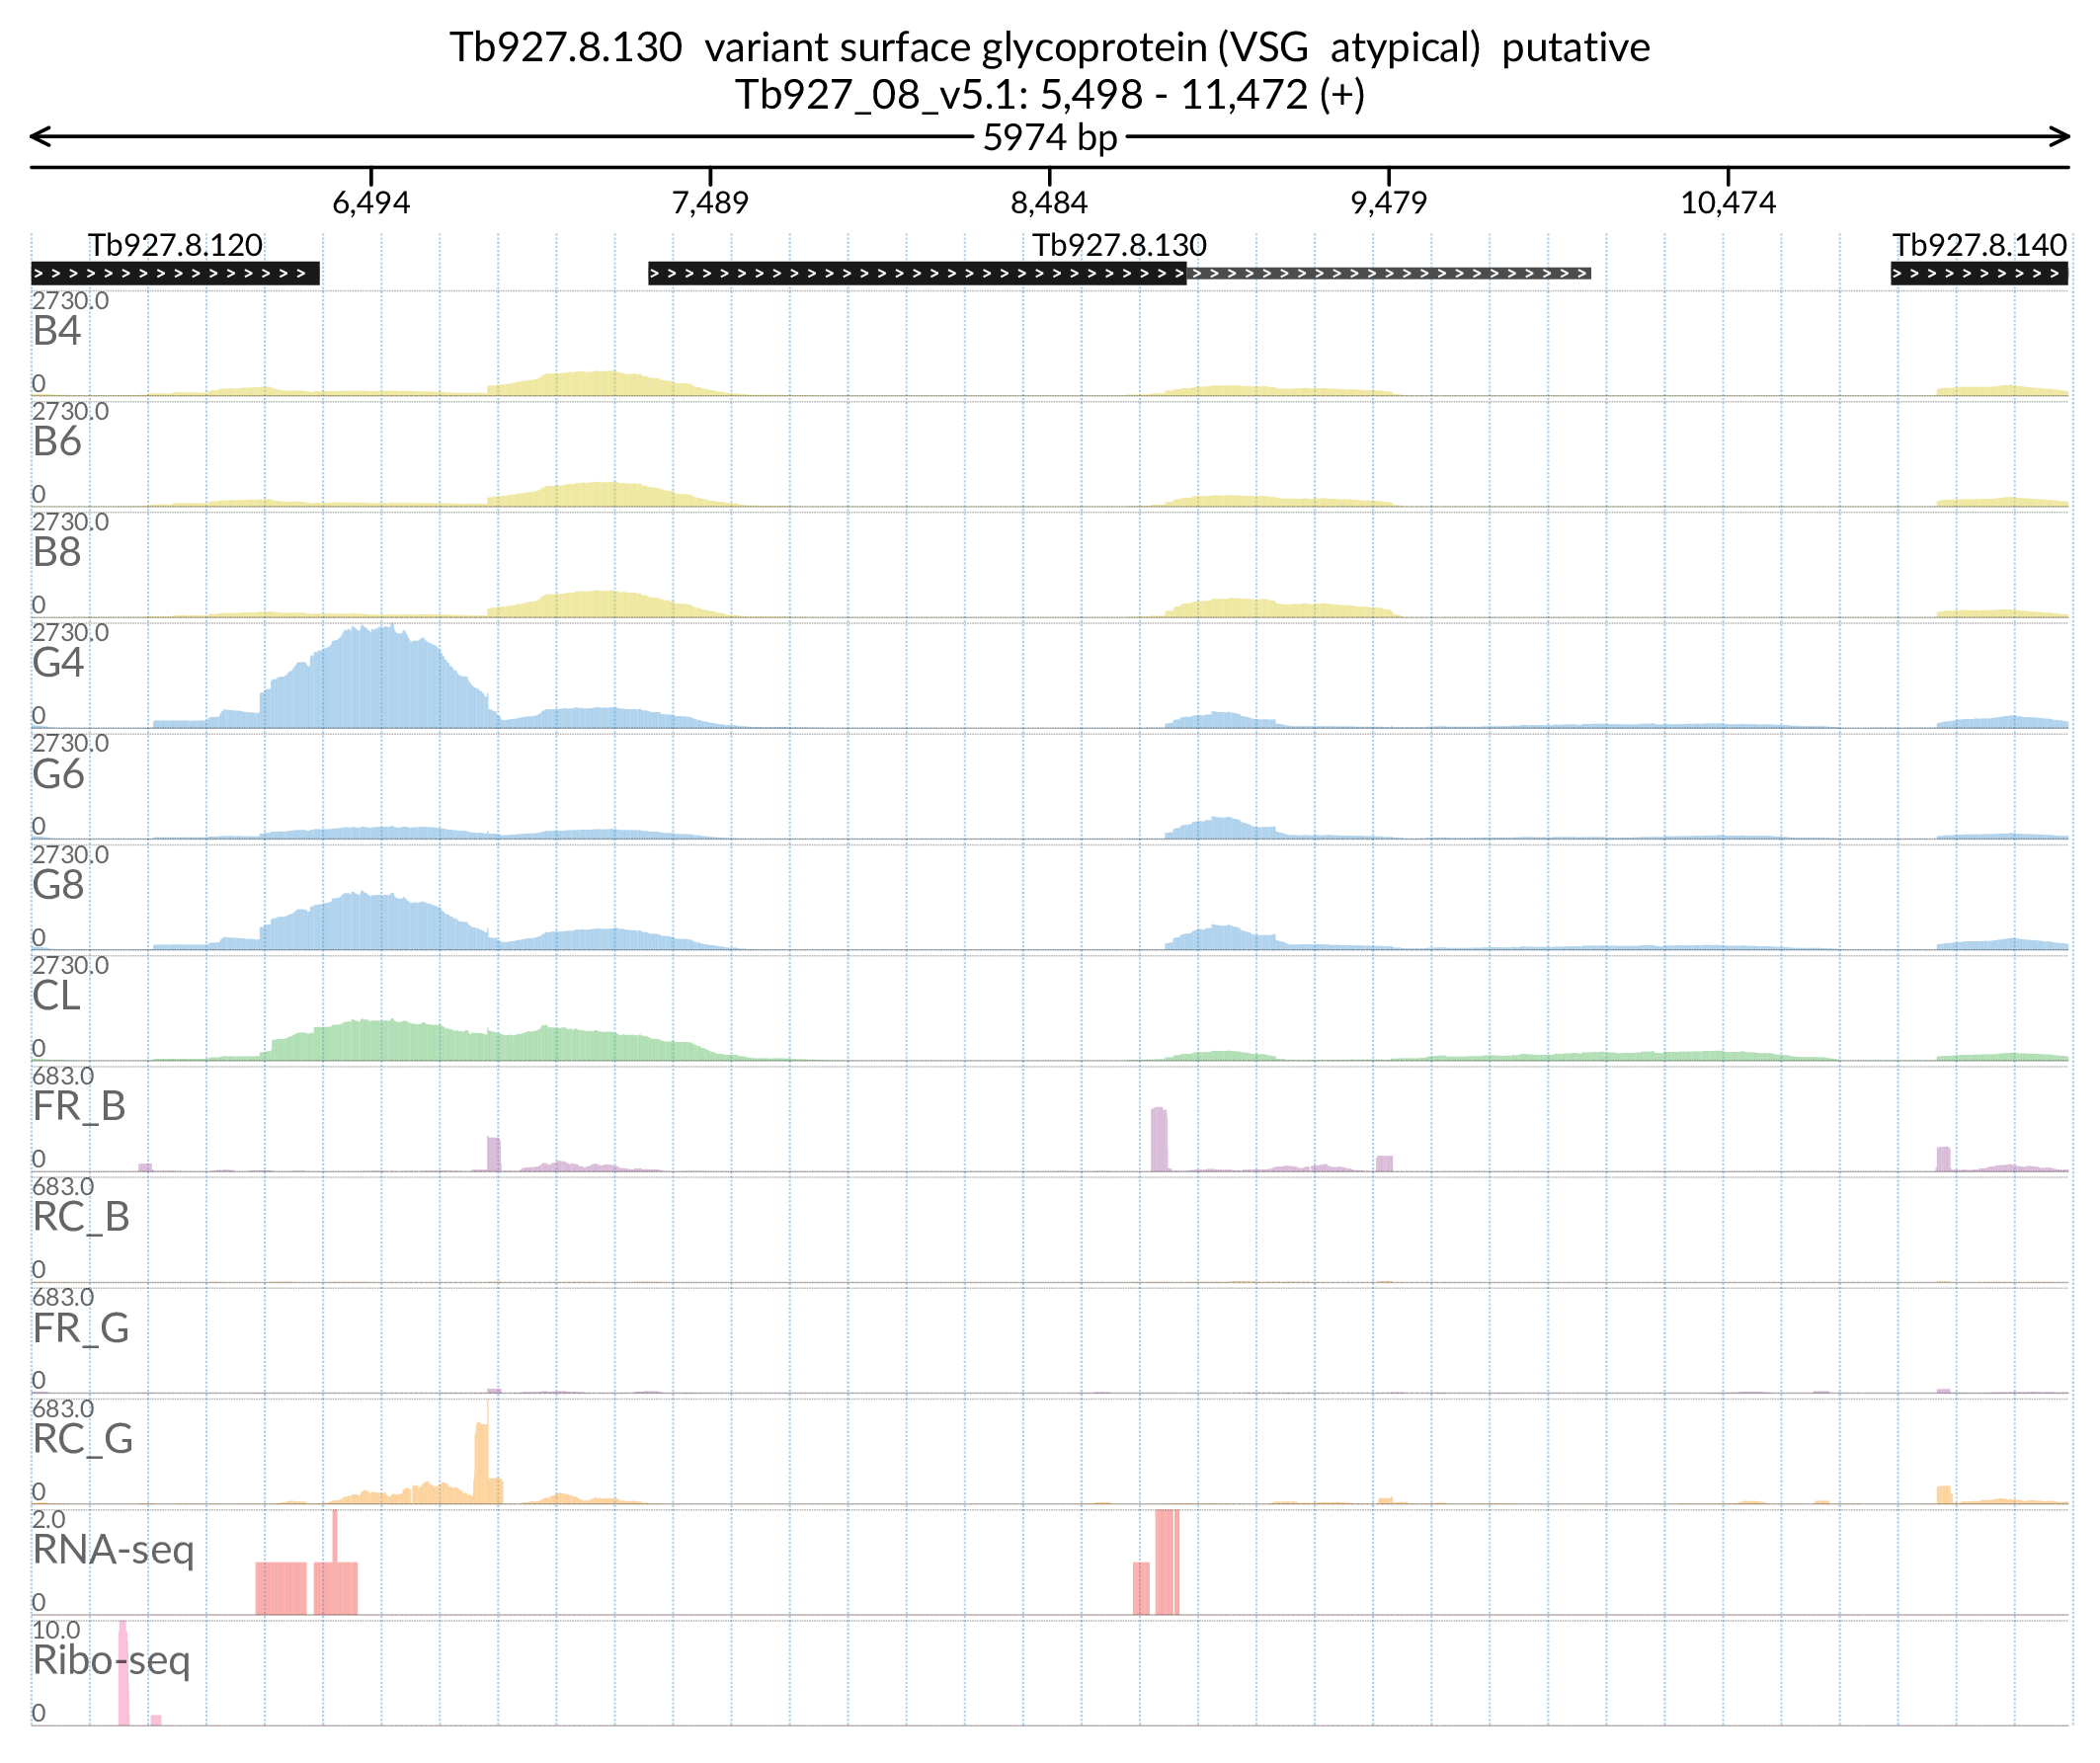 Tb927.8.130 variant surface glycoprotein (VSG atypical) putative
Tb927_08_v5.1: 5,498 - 11,472 (+)
5974 bp
6,494 7,489 8,484 9,479 10,474
Tb927.8.120 Tb927.8.130 Tb927.8.140
2730.0
B4
0
2730.0
B6
0
2730.0
B8
0
2730.0
G4
0
2730.0
G6
0
2730.0
G8
0
2730.0
CL
0
683.0
FR_B
0
683.0
RC_B
0
683.0
FR_G
0
683.0
RC_G
0
2.0
RNA-seq
0
10.0
Ribo-seq
0